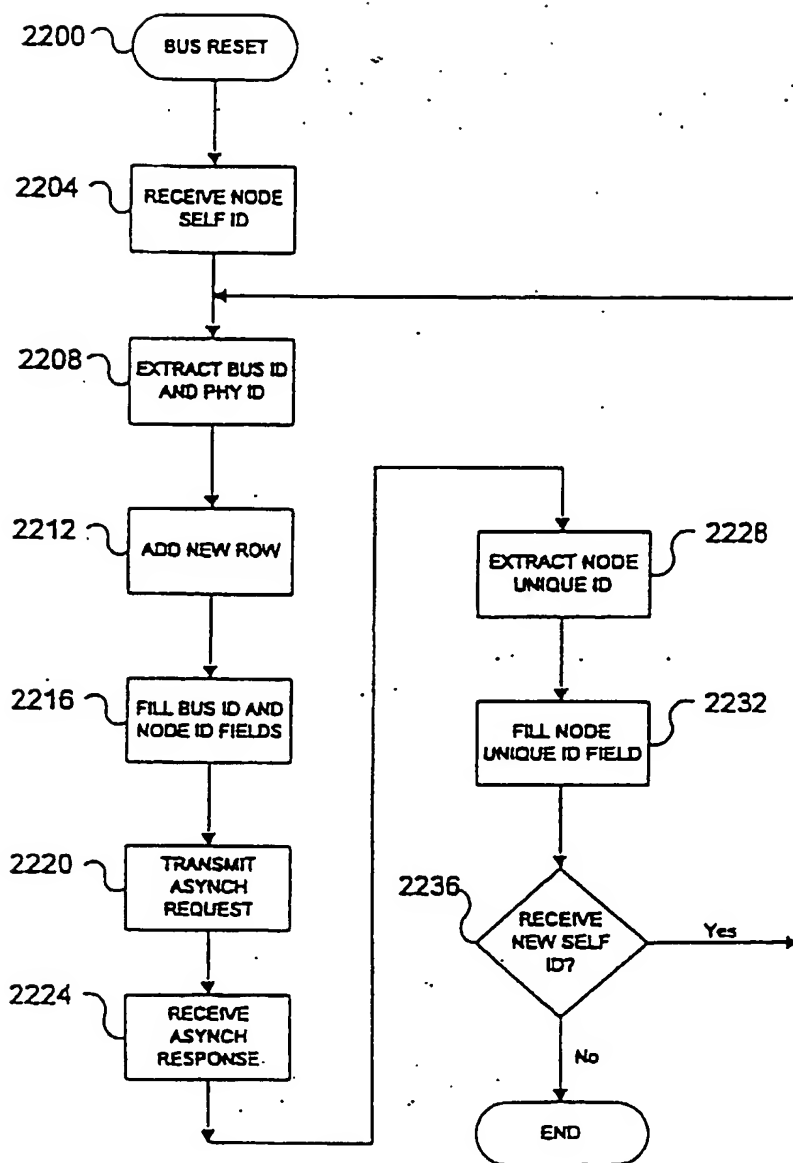 2200
BUS RESET
2204
RECEIVE NODE
SELF ID
2208
EXTRACT BUS ID
AND PHY ID
2212
ADD NEW ROW
2216
FILL BUS ID AND
NODE ID FIELDS
2220
TRANSMIT
ASYNCH
REQUEST
2224
RECEIVE
ASYNCH
RESPONSE
2228
EXTRACT NODE
UNIQUE ID
2232
FILL NODE
UNIQUE ID FIELD
2236
RECEIVE
NEW SELF
ID?
Yes
No
END